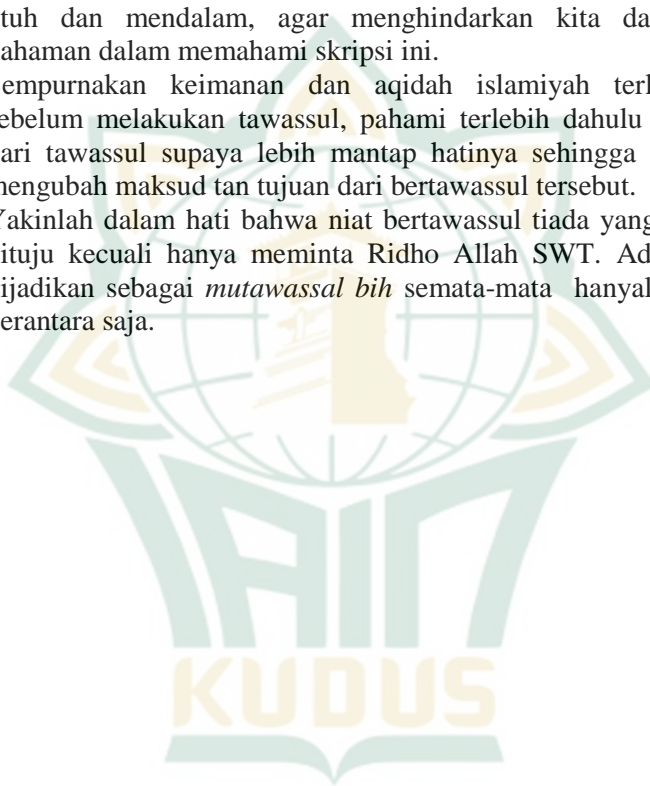 tuh dan mendalam, agar menghindarkan kita da
ahaman dalam memahami skripsi ini.
empurnakan keimanan dan aqidah islamiyah terl
ebelum melakukan tawassul, pahami terlebih dahulu
ari tawassul supaya lebih mantap hatinya sehingga
mengubah maksud tan tujuan dari bertawassul tersebut.
Yakinlah dalam hati bahwa niat bertawassul tiada yang
ituju kecuali hanya meminta Ridho Allah SWT. Ad
ijadikan sebagai mutawassal bih semata-mata hanyal
erantara saja.
IAIN
KUDUS